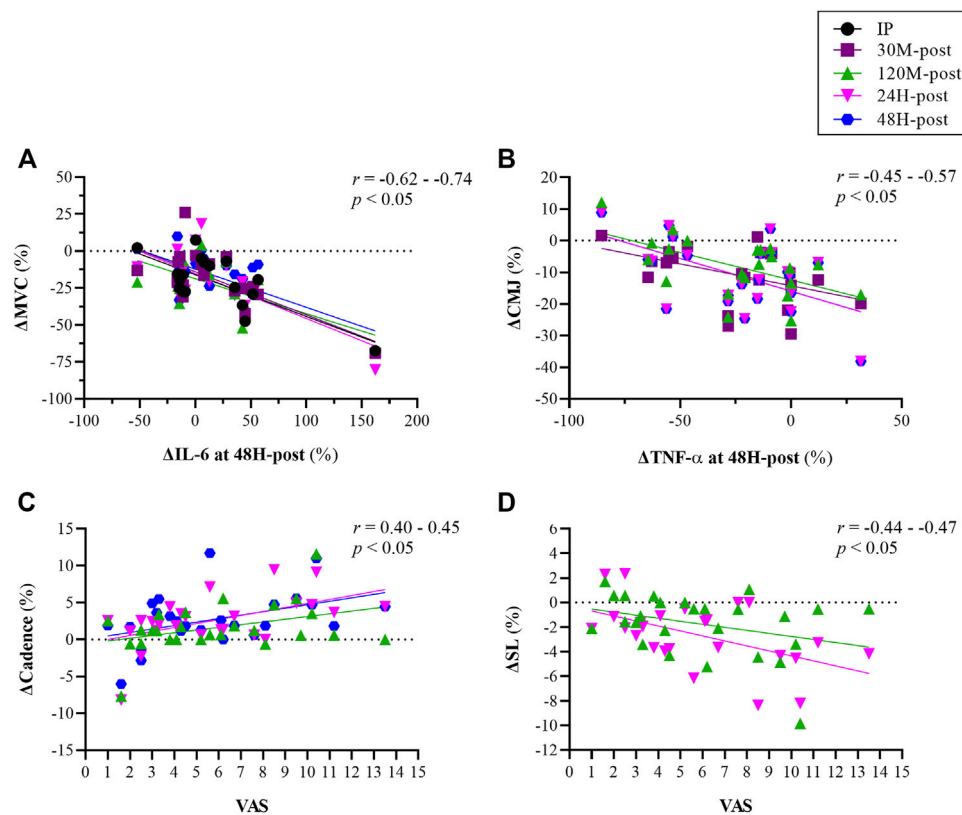 IP
30M-post
120M-post
24H-post
48H-post
A
r = -0.62 - -0.74
p < 0.05
50
25
0
-25
-50
-75
-100
ΔMVC (%)
-100 -50 0 50 100 150 200
ΔIL-6 at 48H-post (%)
B
r = -0.45 - -0.57
p < 0.05
20
10
0
-10
-20
-30
-40
-50
ΔCMJ (%)
-100 -50 0 50
ΔTNF-α at 48H-post (%)
C
r = 0.40 - 0.45
p < 0.05
15
10
5
0
-5
-10
-15
ΔCadence (%)
0 1 2 3 4 5 6 7 8 9 10 11 12 13 14 15
VAS
D
r = -0.44 - -0.47
p < 0.05
6
4
2
0
-2
-4
-6
-8
-10
-12
ΔSL (%)
0 1 2 3 4 5 6 7 8 9 10 11 12 13 14 15
VAS